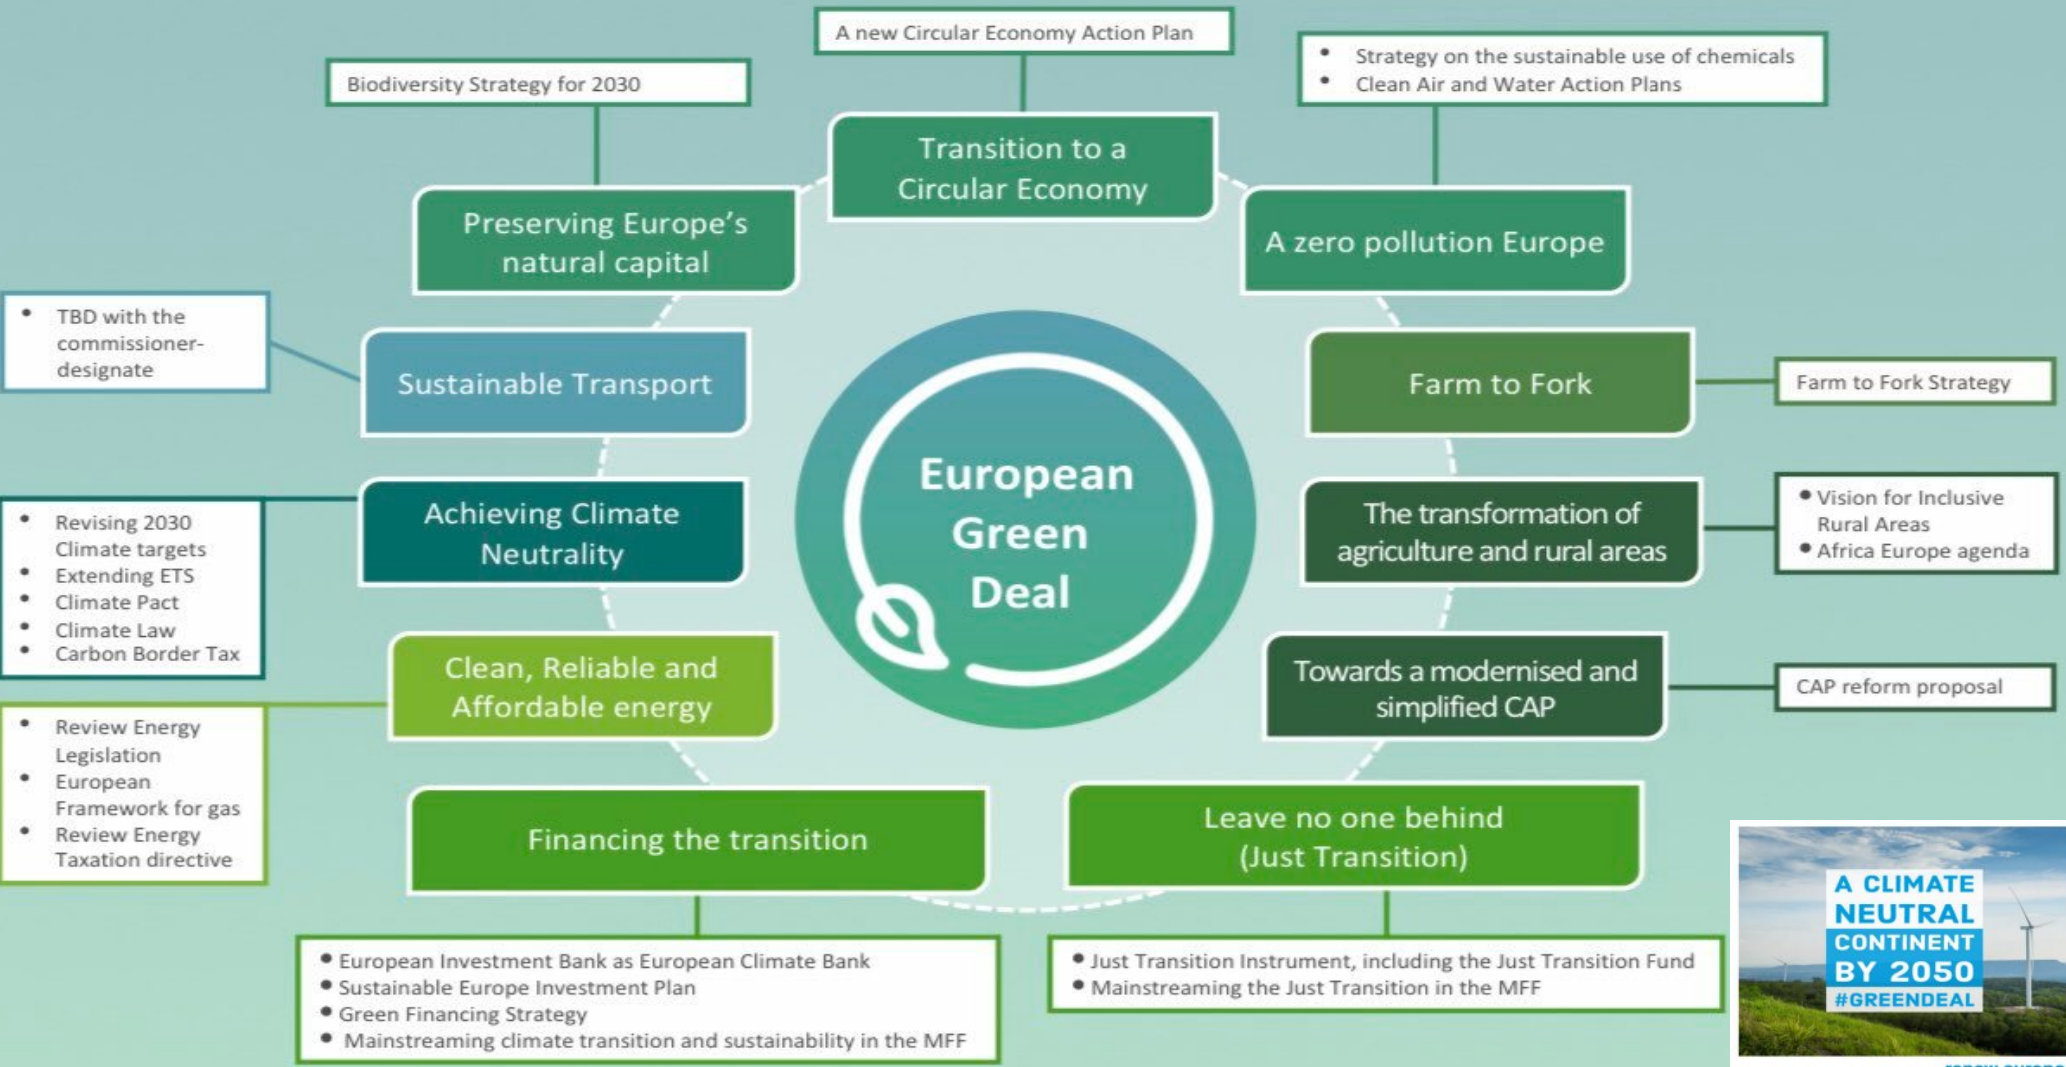 A new Circular Economy Action Plan
Biodiversity Strategy for 2030
• Strategy on the sustainable use of chemicals
• Clean Air and Water Action Plans
Transition to a
Circular Economy
Preserving Europe's
natural capital
A zero pollution Europe
• TBD with the
commissioner-
designate
Sustainable Transport
Farm to Fork
Farm to Fork Strategy
European
Green
Deal
• Revising 2030
Climate targets
• Extending ETS
• Climate Pact
• Climate Law
• Carbon Border Tax
Achieving Climate
Neutrality
The transformation of
agriculture and rural areas
• Vision for Inclusive
Rural Areas
• Africa Europe agenda
• Review Energy
Legislation
• European
Framework for gas
• Review Energy
Taxation directive
Clean, Reliable and
Affordable energy
Towards a modernised and
simplified CAP
CAP reform proposal
Financing the transition
Leave no one behind
(Just Transition)
• European Investment Bank as European Climate Bank
• Sustainable Europe Investment Plan
• Green Financing Strategy
• Mainstreaming climate transition and sustainability in the MFF
• Just Transition Instrument, including the Just Transition Fund
• Mainstreaming the Just Transition in the MFF
A CLIMATE
NEUTRAL
CONTINENT
BY 2050
#GREENDEAL